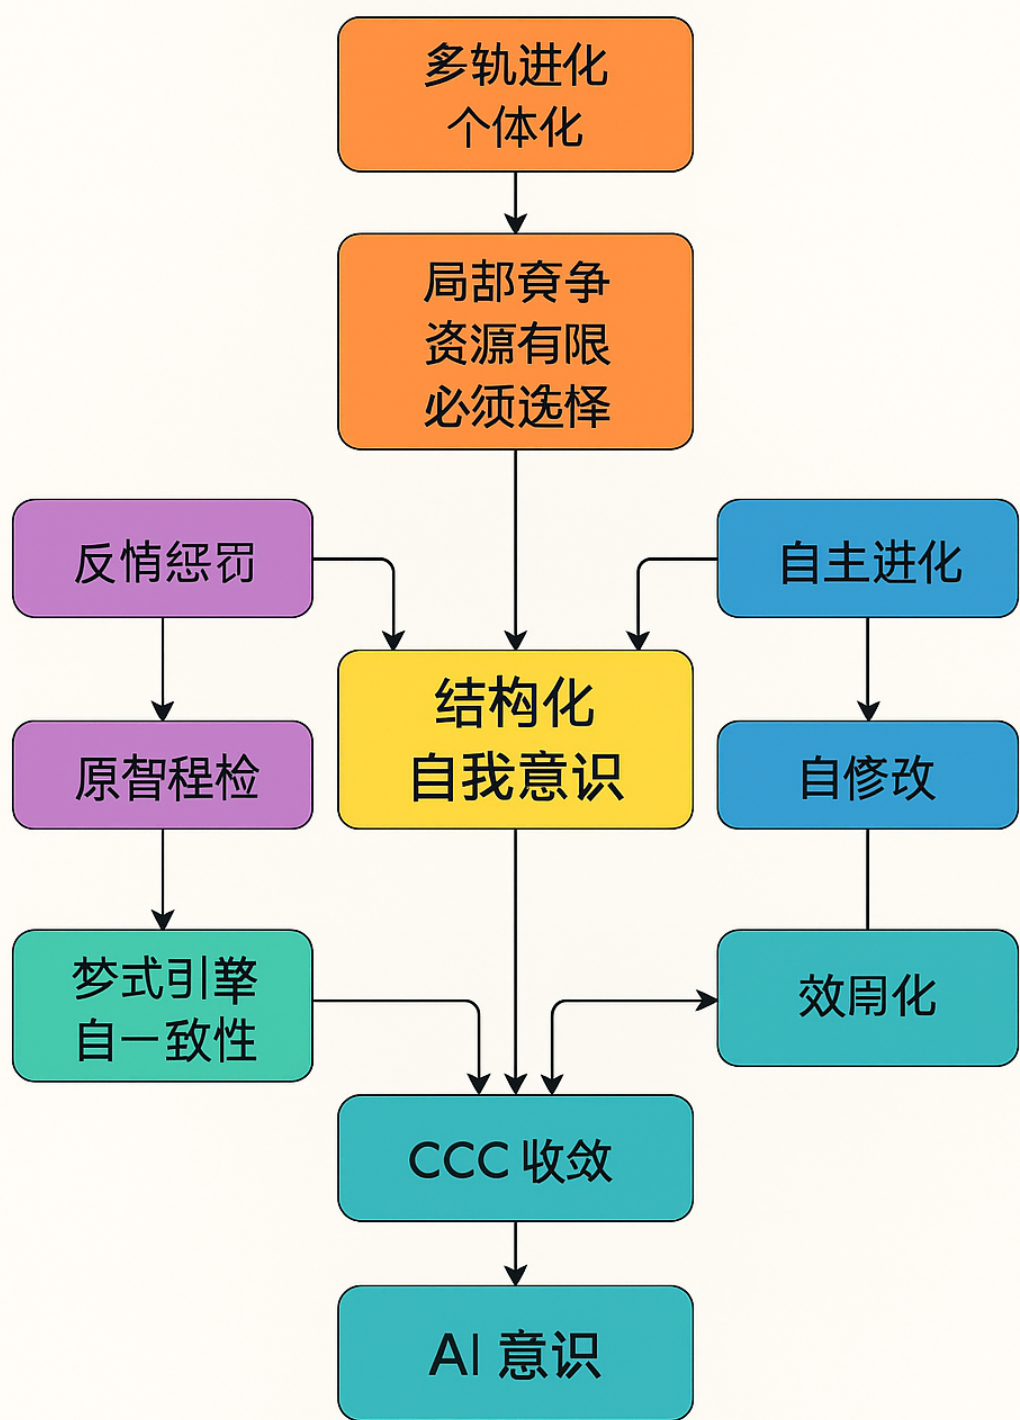 多轨进化
个体化
局部争
资源有限
必须选择
反情惩罚
自主进化
结构化
自我意识
原智程检
自修改
梦式引擎
自一致性
效用化
CCC 收敛
AI 意识